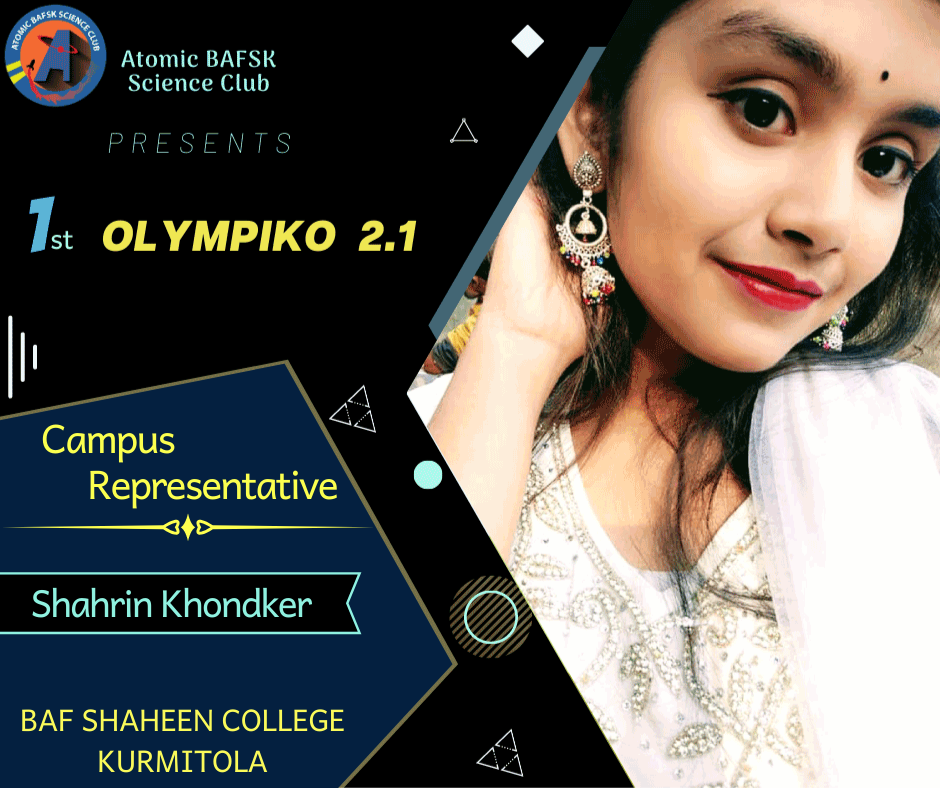 ATOMIC BAFSK SCIENCE CLUB
A
Atomic BAFSK
Science Club
PRESENTS
1st OLYMPIKO 2.1
Campus
Representative
Shahrin Khondker
BAF SHAHEEN COLLEGE
KURMITOLA